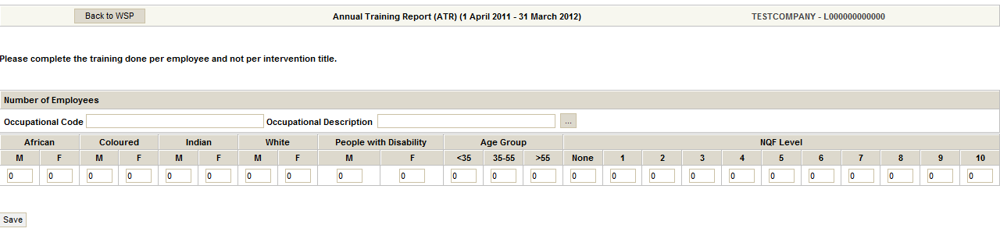 Back to WSP Annual Training Report (ATR) (1 April 2011 - 31 March 2012) TESTCOMPANY - L000000000000
Please complete the training done per employee and not per intervention title.
Number of Employees
Occupational Code Occupational Description ...
African Coloured Indian White People with Disability Age Group NQF Level
M F M F M F M F M F <35 35-55 >55 None 1 2 3 4 5 6 7 8 9 10
0 0 0 0 0 0 0 0 0 0 0 0 0 0 0 0 0 0 0 0 0 0 0 0
Save